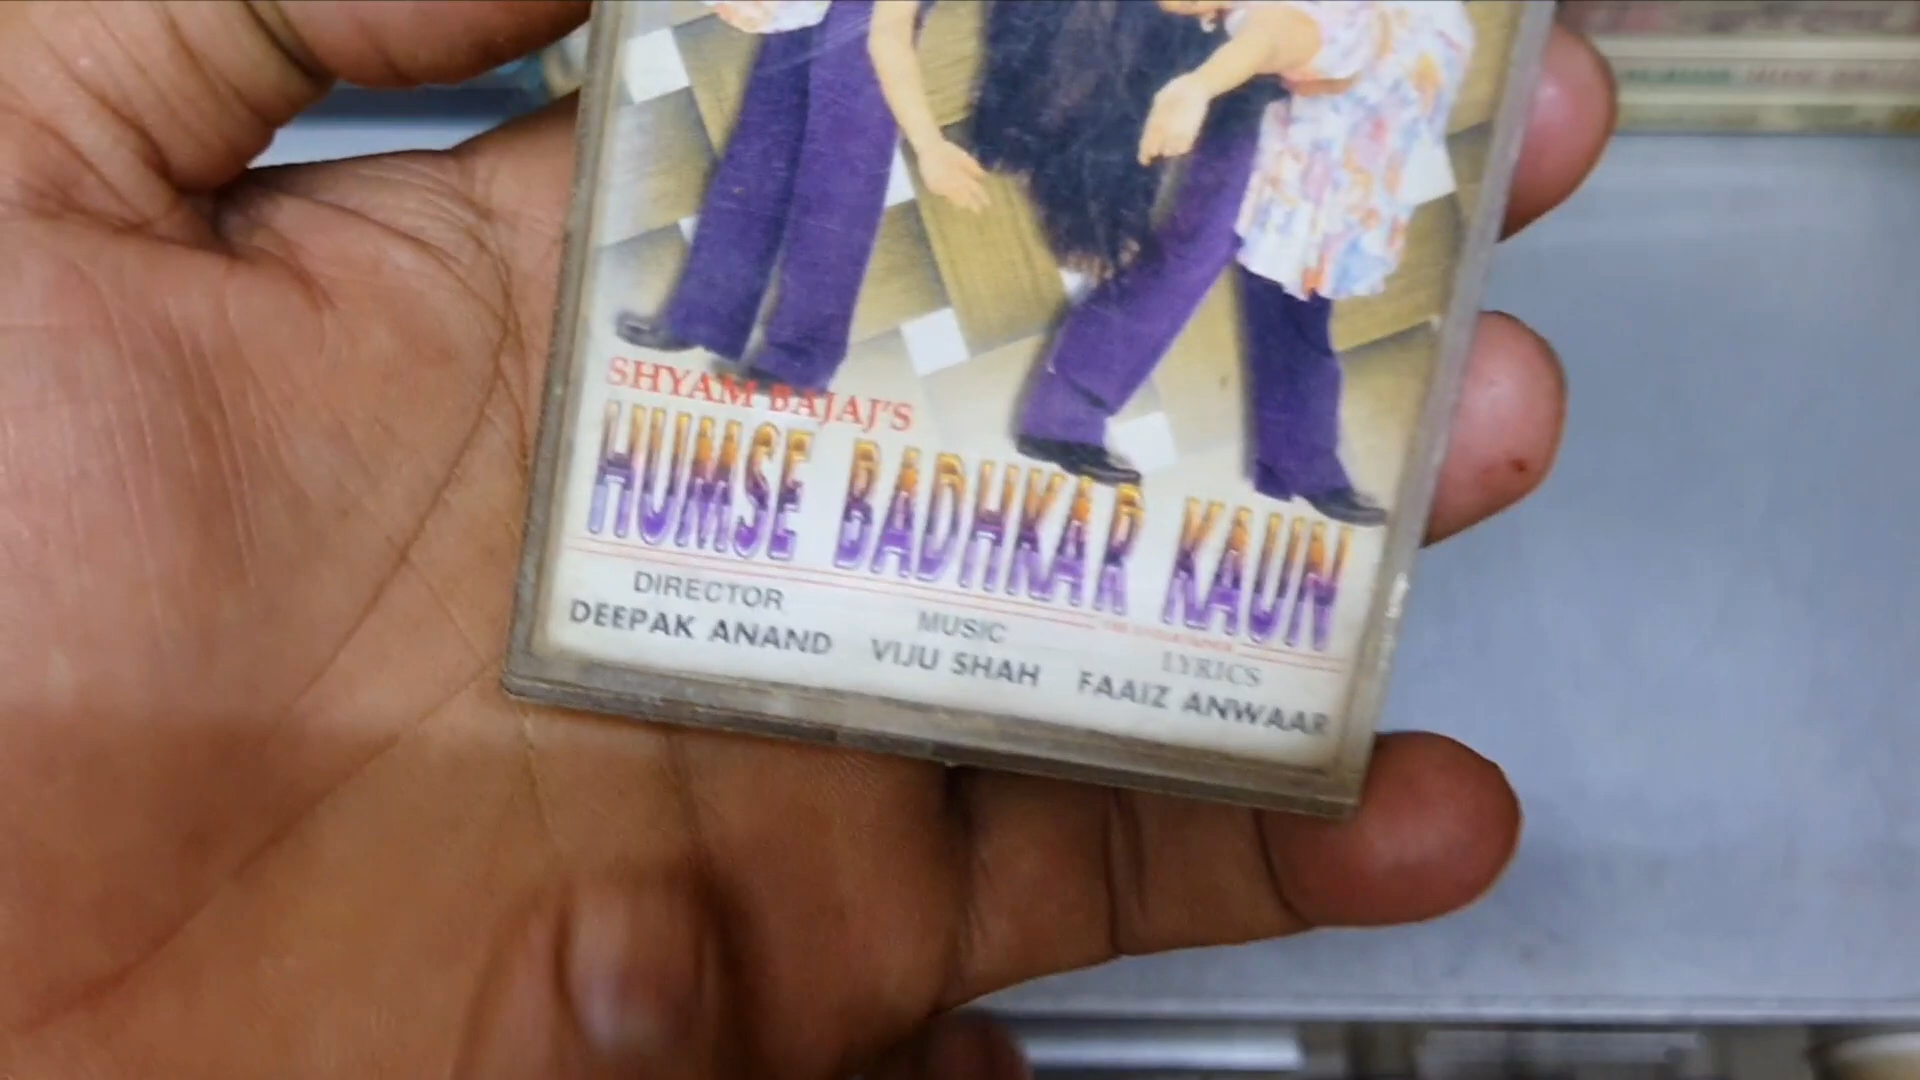 SHYAM BAJAJ'S
HUMSE BADHKAR KAUN
DIRECTOR
DEEPAK ANAND
MUSIC
VIJU SHAH
LYRICS
FAAIZ ANWAAR